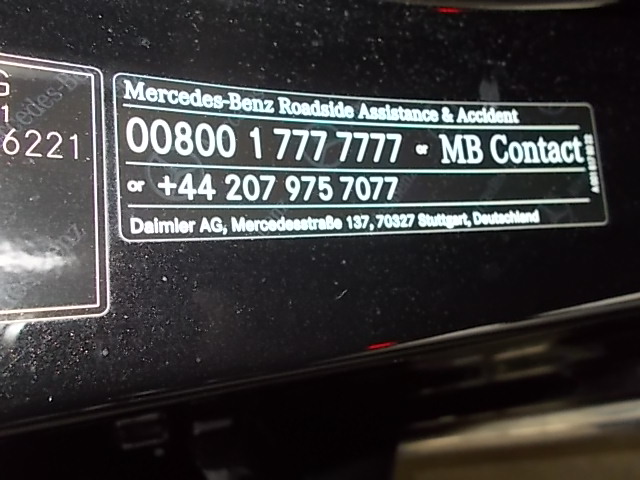 G
1
6221
Mercedes-Benz Roadside Assistance & Accident
00800 1 777 7777 or MB Contact
or +44 207 975 7077
Daimler AG, Mercedesstraße 137, 70327 Stuttgart, Deutschland